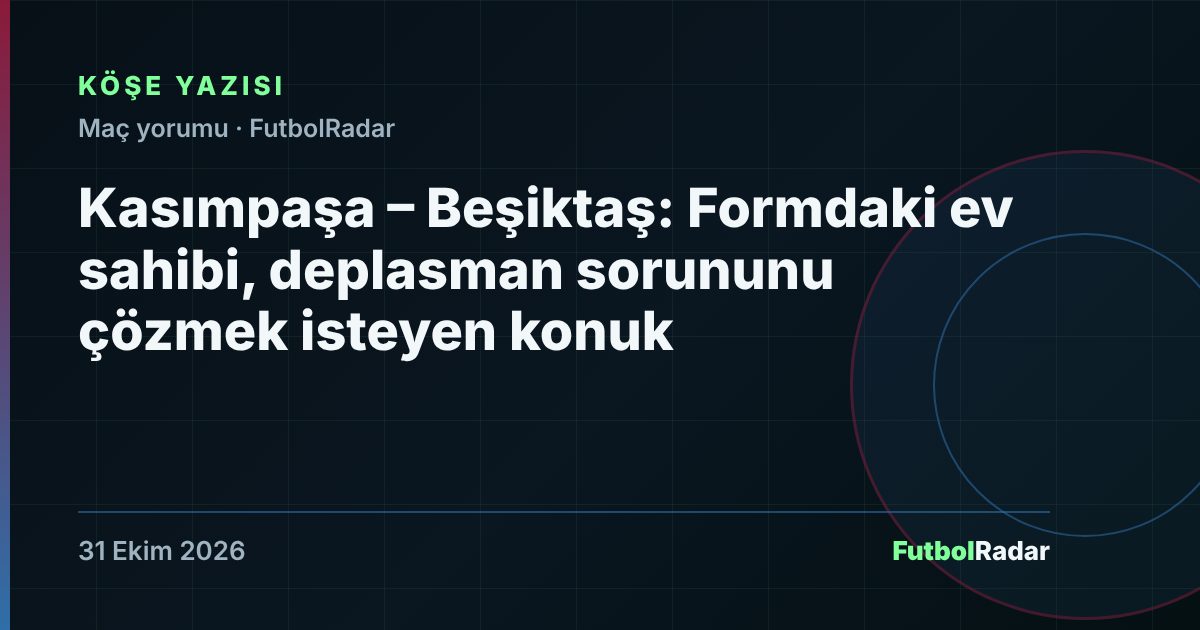 KÖŞE YAZISI
Maç yorumu · FutbolRadar
Kasımpaşa – Beşiktaş: Formdaki ev
sahibi, deplasman sorununu
çözmek isteyen konuk
31 Ekim 2026
FutbolRadar